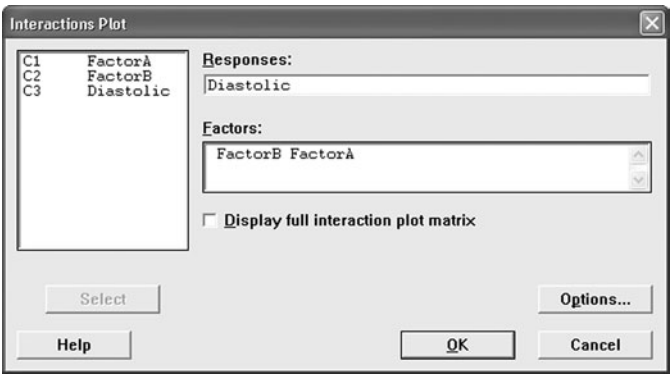 Interactions Plot
C1 FactorA
C2 FactorB
C3 Diastolic
Responses:
Diastolic
Factors:
FactorB FactorA
Display full interaction plot matrix
Select
Options...
Help
OK
Cancel